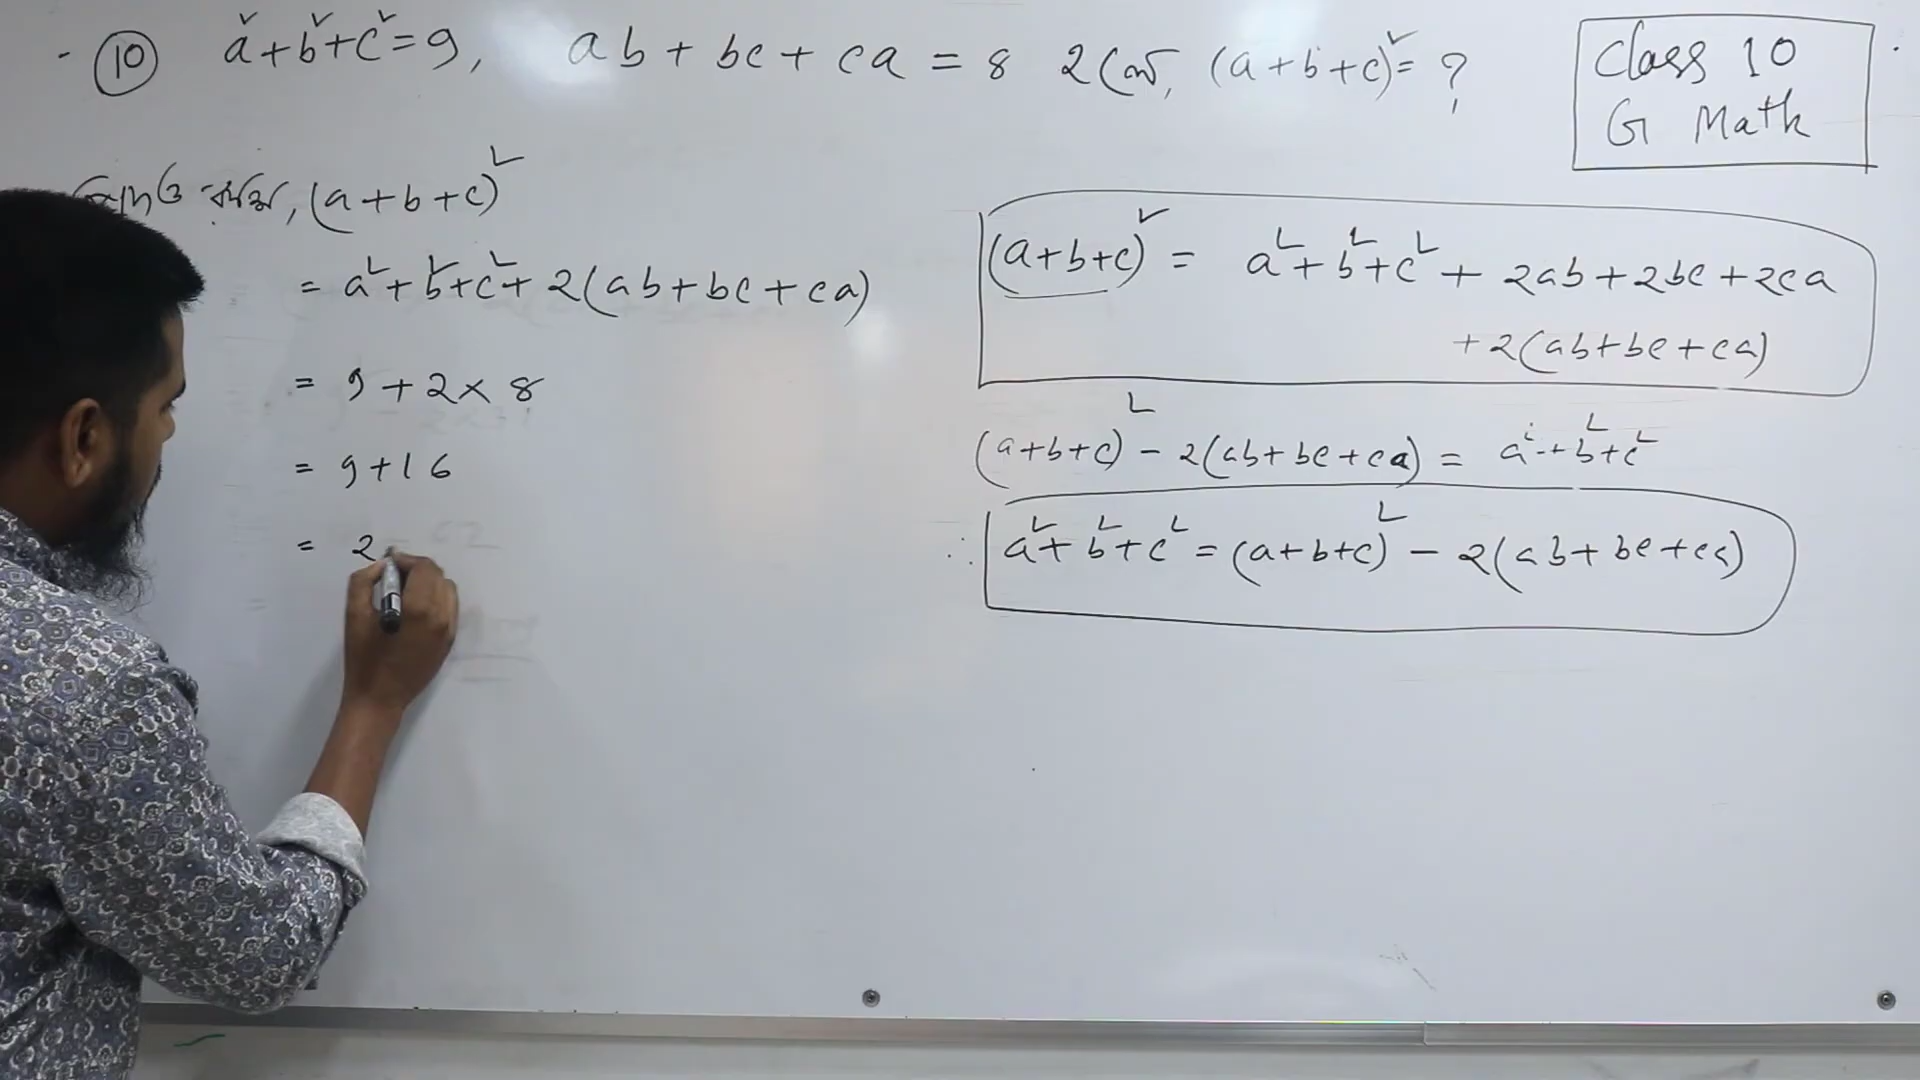 (10) a²+b²+c²=9, ab+bc+ca=8 হলে, (a+b+c)²=?
Class 10
G Math
দেওয়া আছে, (a+b+c)²
= a²+b²+c²+2(ab+bc+ca)
= 9+2×8
= 9+16
= 2
(a+b+c)² = a²+b²+c²+2ab+2bc+2ca
+2(ab+bc+ca)
(a+b+c)²-2(ab+bc+ca) = a²+b²+c²
∴ a²+b²+c²=(a+b+c)²-2(ab+bc+ca)